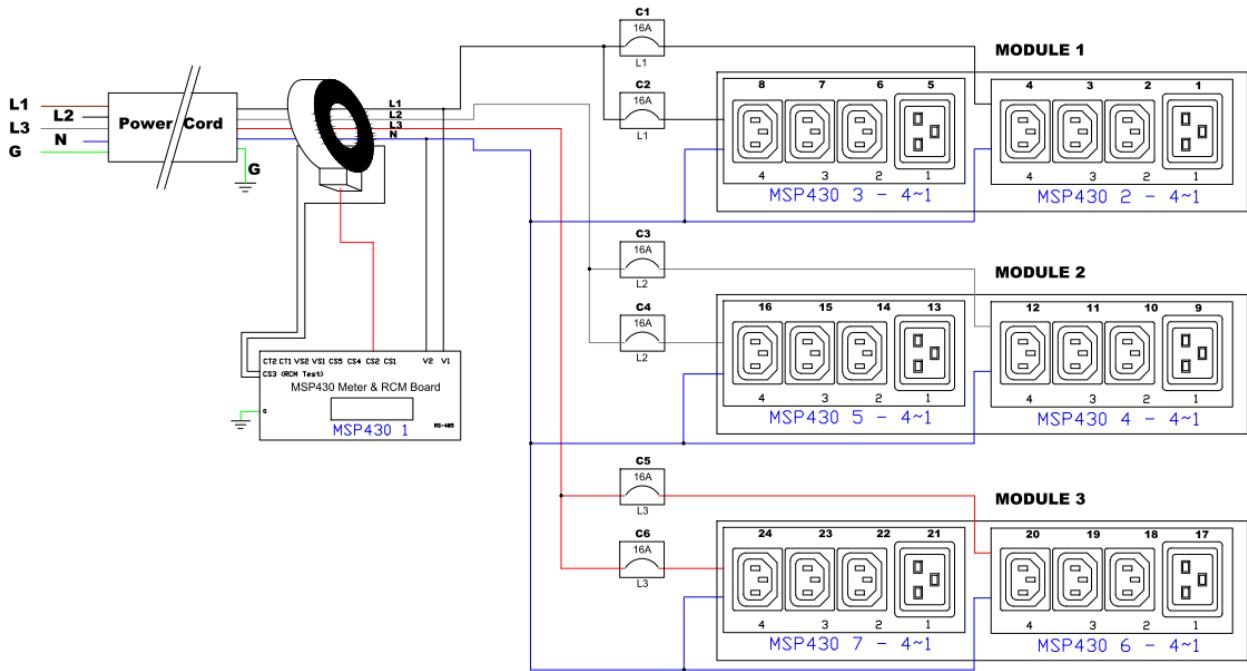 L1
L2
L3
N
G
Power Cord
G
L1
L2
L3
N
CT2 CT1 VS2 VS1 CS5 CS4 CS2 CS1 V2 V1
CS3 (RCM Test)
MSP430 Meter & RCM Board
G
MSP430 1
RS-485
C1
16A
L1
C2
16A
L1
MODULE 1
8 7 6 5 4 3 2 1
4 3 2 1 4 3 2 1
MSP430 3 - 4~1 MSP430 2 - 4~1
C3
16A
L2
C4
16A
L2
MODULE 2
16 15 14 13 12 11 10 9
4 3 2 1 4 3 2 1
MSP430 5 - 4~1 MSP430 4 - 4~1
C5
16A
L3
C6
16A
L3
MODULE 3
24 23 22 21 20 19 18 17
4 3 2 1 4 3 2 1
MSP430 7 - 4~1 MSP430 6 - 4~1